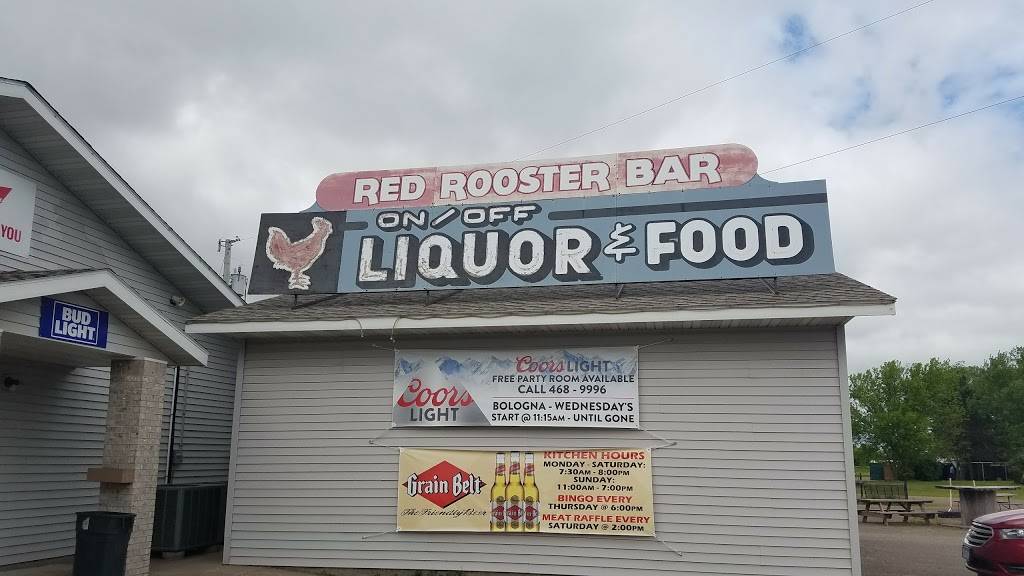 RED ROOSTER BAR
ON/OFF
LIQUOR & FOOD
YOU
BUD
LIGHT
Coors LIGHT
FREE PARTY ROOM AVAILABLE
CALL 468 - 9996
Coors
LIGHT
BOLOGNA - WEDNESDAY'S
START @ 11:15AM - UNTIL GONE
Grain Belt
The Friendly Beer
KITCHEN HOURS
MONDAY - SATURDAY:
7:30AM - 8:00PM
SUNDAY:
11:00AM - 7:00PM
BINGO EVERY
THURSDAY @ 6:00PM
MEAT RAFFLE EVERY
SATURDAY @ 2:00PM